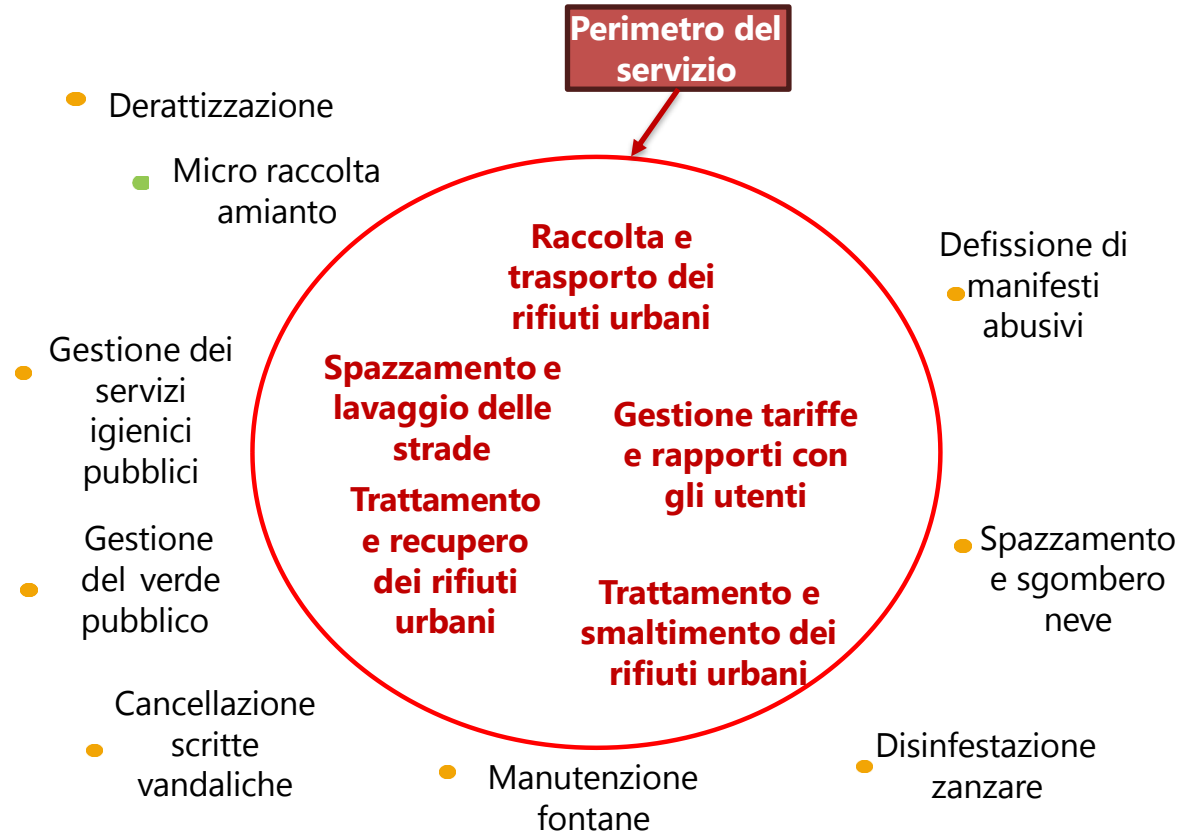 Perimetro del
servizio
Derattizzazione
Micro raccolta
amianto
Raccolta e
trasporto dei
rifiuti urbani
Defissione di
manifesti
abusivi
Gestione dei
servizi
igienici
pubblici
Spazzamento e
lavaggio delle
strade
Gestione tariffe
e rapporti con
gli utenti
Trattamento
e recupero
dei rifiuti
urbani
Gestione
del verde
pubblico
Spazzamento
e sgombero
neve
Trattamento e
smaltimento dei
rifiuti urbani
Cancellazione
scritte
vandaliche
Manutenzione
fontane
Disinfestazione
zanzare